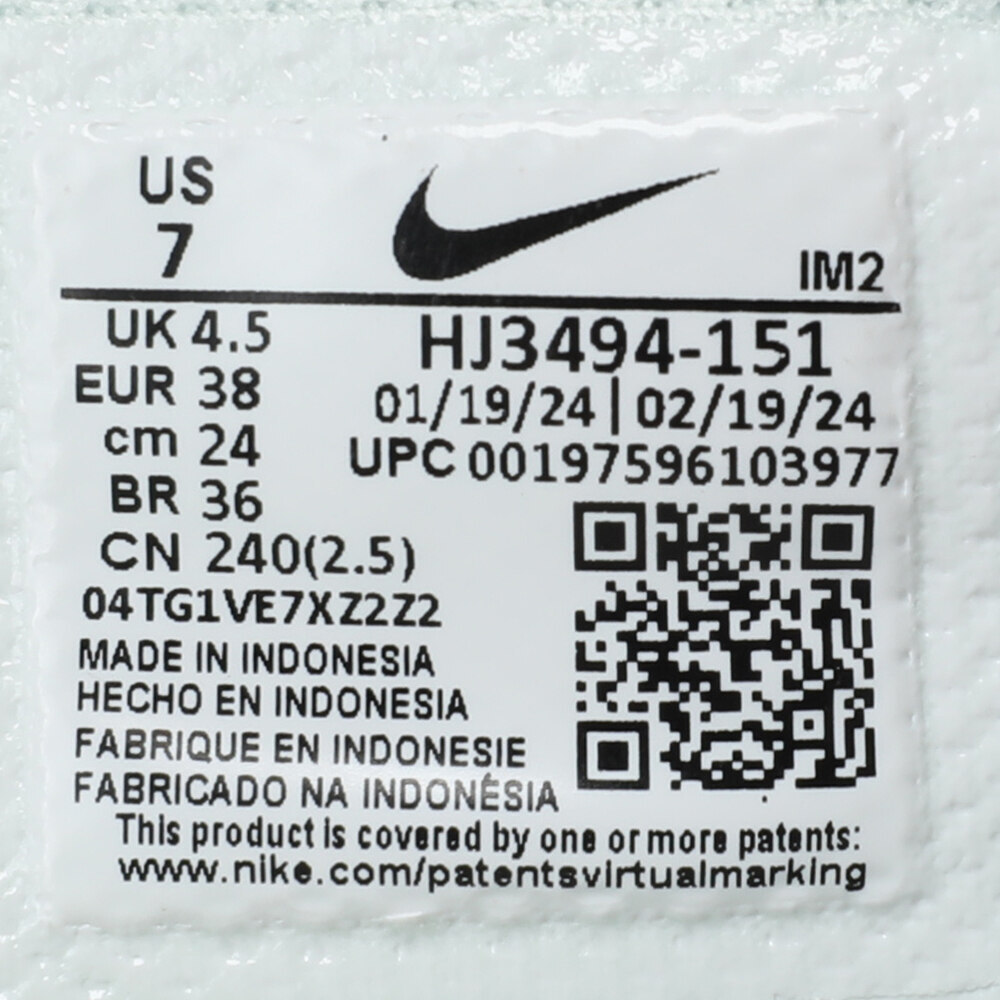 US
7
IM2
UK 4.5
EUR 38
cm 24
BR 36
CN 240(2.5)
HJ3494-151
01/19/24 | 02/19/24
UPC 00197596103977
04TG1VE7XZ2Z2
MADE IN INDONESIA
HECHO EN INDONESIA
FABRIQUE EN INDONESIE
FABRICADO NA INDONÉSIA
This product is covered by one or more patents:
www.nike.com/patentsvirtualmarking